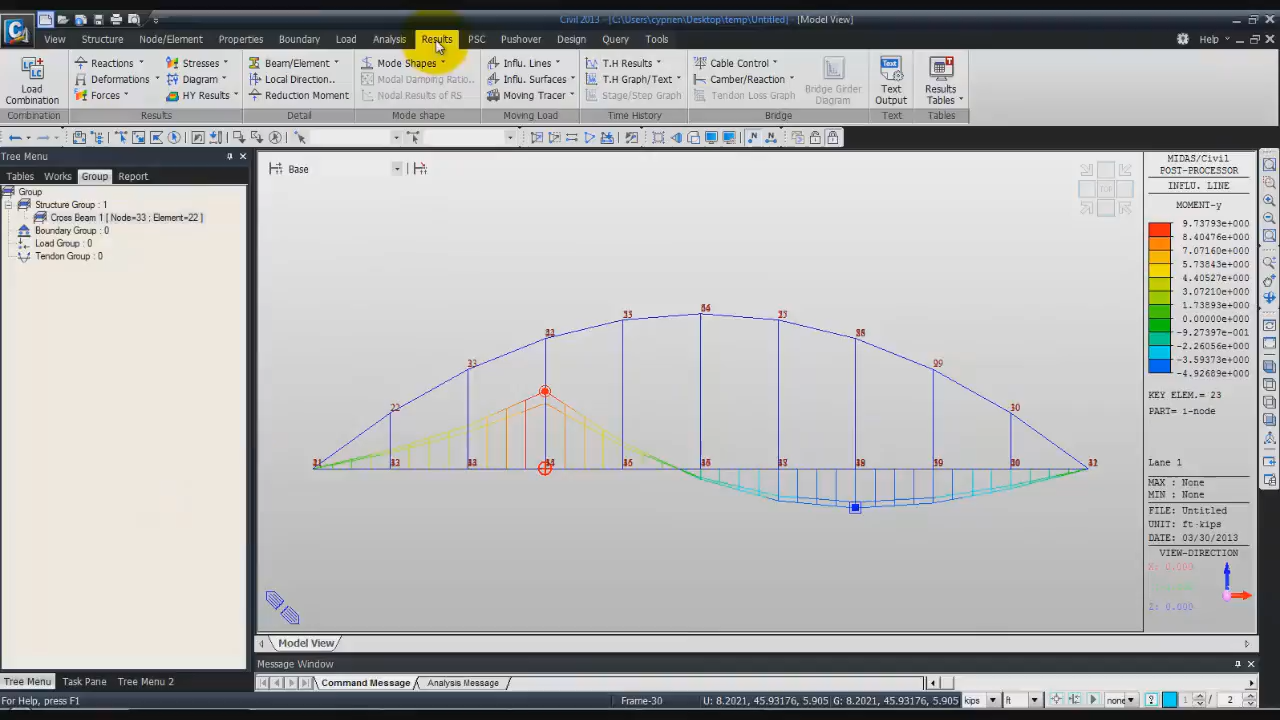 Civil 2013 - [C:\Users\cyprien\Desktop\temp\Untitled] - [Model View]
View Structure Node/Element Properties Boundary Load Analysis Results PSC Pushover Design Query Tools Help
Load Combination
Combination
Reactions
Deformations
Forces
Stresses
Diagram
HY Results
Results
Beam/Element
Local Direction..
Reduction Moment
Detail
Mode Shapes
Modal Damping Ratio..
Nodal Results of RS
Mode shape
Influ. Lines
Influ. Surfaces
Moving Tracer
Moving Load
T.H Results
T.H Graph/Text
Stage/Step Graph
Time History
Cable Control
Camber/Reaction
Tendon Loss Graph
Bridge Girder Diagram
Bridge
Text Output
Text
Results Tables
Tables
Tree Menu
Tables Works Group Report
Group
Structure Group : 1
Cross Beam 1 [ Node=33 ; Element=22 ]
Boundary Group : 0
Load Group : 0
Tendon Group : 0
Base
TOP
22
29
30
MIDAS/Civil
POST-PROCESSOR
INFLU. LINE
MOMENT-y
9.73793e+000
8.40476e+000
7.07160e+000
5.73843e+000
4.40527e+000
3.07210e+000
1.73893e+000
0.00000e+000
-9.27397e-001
-2.26056e+000
-3.59373e+000
-4.92689e+000
KEY ELEM.= 23
PART= i-node
Lane 1
MAX : None
MIN : None
FILE: Untitled
UNIT: ft-kips
DATE: 03/30/2013
VIEW-DIRECTION
X: 0.000
Z: 0.000
Model View
Message Window
Command Message Analysis Message
Tree Menu Task Pane Tree Menu 2
For Help, press F1
Frame-30
U: 8.2021, 45.93176, 5.905
G: 8.2021, 45.93176, 5.905
kips
ft
none
1 / 2